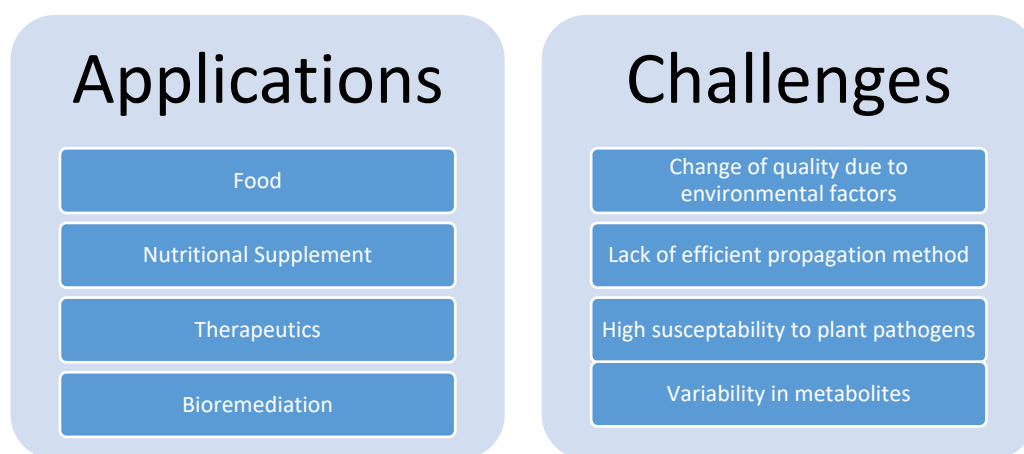 Applications
Food
Nutritional Supplement
Therapeutics
Bioremediation
Challenges
Change of quality due to
environmental factors
Lack of efficient propagation method
High susceptability to plant pathogens
Variability in metabolites